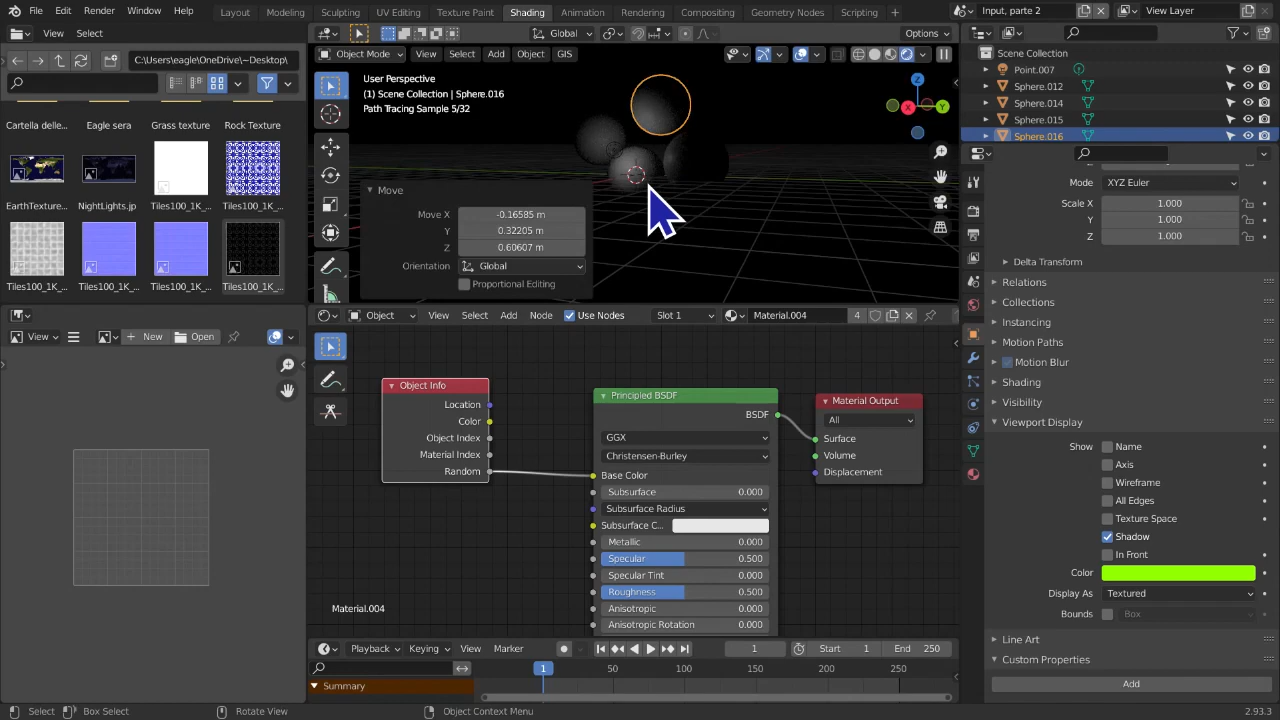 File Edit Render Window Help Layout Modeling Sculpting UV Editing Texture Paint Shading Animation Rendering Compositing Geometry Nodes Scripting + Input, parte 2 View Layer
View Select
C:\Users\eagle\OneDrive\~Desktop\
Cartella delle... Eagle sera Grass texture Rock Texture
EarthTexture... NightLights.jp Tiles100_1K_... Tiles100_1K_...
Tiles100_1K_... Tiles100_1K_... Tiles100_1K_... Tiles100_1K_...
View New Open
Global Options
Object Mode View Select Add Object GIS
User Perspective
(1) Scene Collection | Sphere.016
Path Tracing Sample 5/32
X Y Z
Move
Move X -0.16585 m
Y 0.32205 m
Z 0.60607 m
Orientation Global
Proportional Editing
Object View Select Add Node Use Nodes Slot 1 Material.004 4
Object Info
Location
Color
Object Index
Material Index
Random
Principled BSDF
BSDF
GGX
Christensen-Burley
Base Color
Subsurface 0.000
Subsurface Radius
Subsurface C...
Metallic 0.000
Specular 0.500
Specular Tint 0.000
Roughness 0.500
Anisotropic 0.000
Anisotropic Rotation 0.000
Material Output
All
Surface
Volume
Displacement
Material.004
Playback Keying View Marker 1 Start 1 End 250
1 50 100 150 200 250
Summary
Scene Collection
Point.007
Sphere.012
Sphere.014
Sphere.015
Sphere.016
Mode XYZ Euler
Scale X 1.000
Y 1.000
Z 1.000
Delta Transform
Relations
Collections
Instancing
Motion Paths
Motion Blur
Shading
Visibility
Viewport Display
Show Name
Axis
Wireframe
All Edges
Texture Space
Shadow
In Front
Color
Display As Textured
Bounds Box
Line Art
Custom Properties
Add
Select Box Select Rotate View Object Context Menu 2.93.3